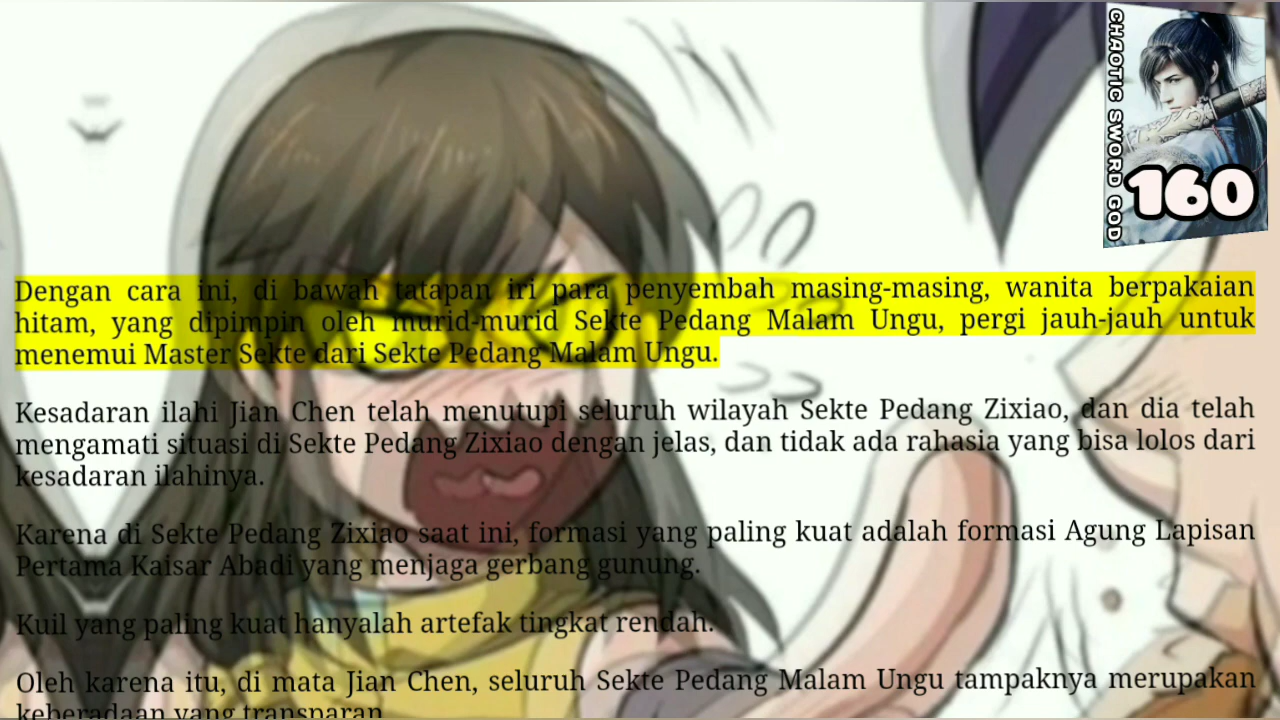 CHAOTIC SWORD GOD
160
Dengan cara ini, di bawah tatapan iri para penyembah masing-masing, wanita berpakaian
hitam, yang dipimpin oleh murid-murid Sekte Pedang Malam Ungu, pergi jauh-jauh untuk
menemui Master Sekte dari Sekte Pedang Malam Ungu.
Kesadaran ilahi Jian Chen telah menutupi seluruh wilayah Sekte Pedang Zixiao, dan dia telah
mengamati situasi di Sekte Pedang Zixiao dengan jelas, dan tidak ada rahasia yang bisa lolos dari
kesadaran ilahinya.
Karena di Sekte Pedang Zixiao saat ini, formasi yang paling kuat adalah formasi Agung Lapisan
Pertama Kaisar Abadi yang menjaga gerbang gunung.
Kuil yang paling kuat hanyalah artefak tingkat rendah.
Oleh karena itu, di mata Jian Chen, seluruh Sekte Pedang Malam Ungu tampaknya merupakan
keberadaan yang transparan.